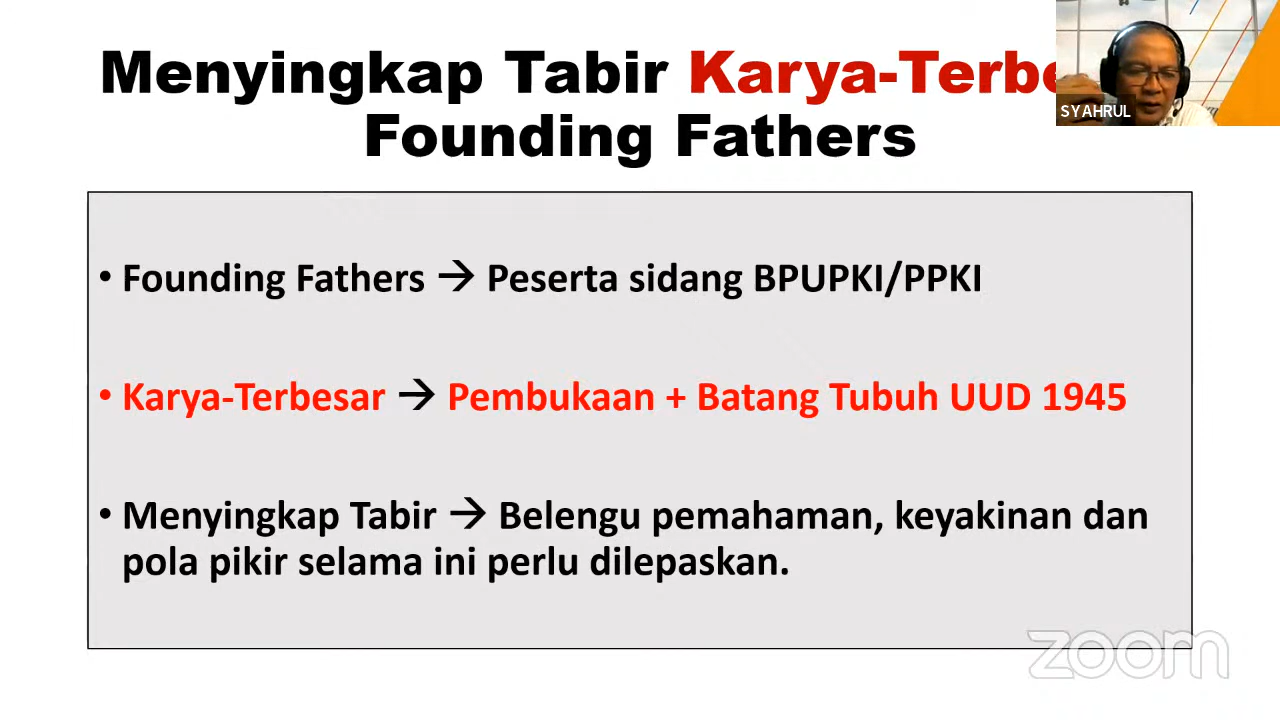 Menyingkap Tabir Karya-Terbe
Founding Fathers
SYAHRUL
• Founding Fathers → Peserta sidang BPUPKI/PPKI
• Karya-Terbesar → Pembukaan + Batang Tubuh UUD 1945
• Menyingkap Tabir → Belengu pemahaman, keyakinan dan
pola pikir selama ini perlu dilepaskan.
zoom